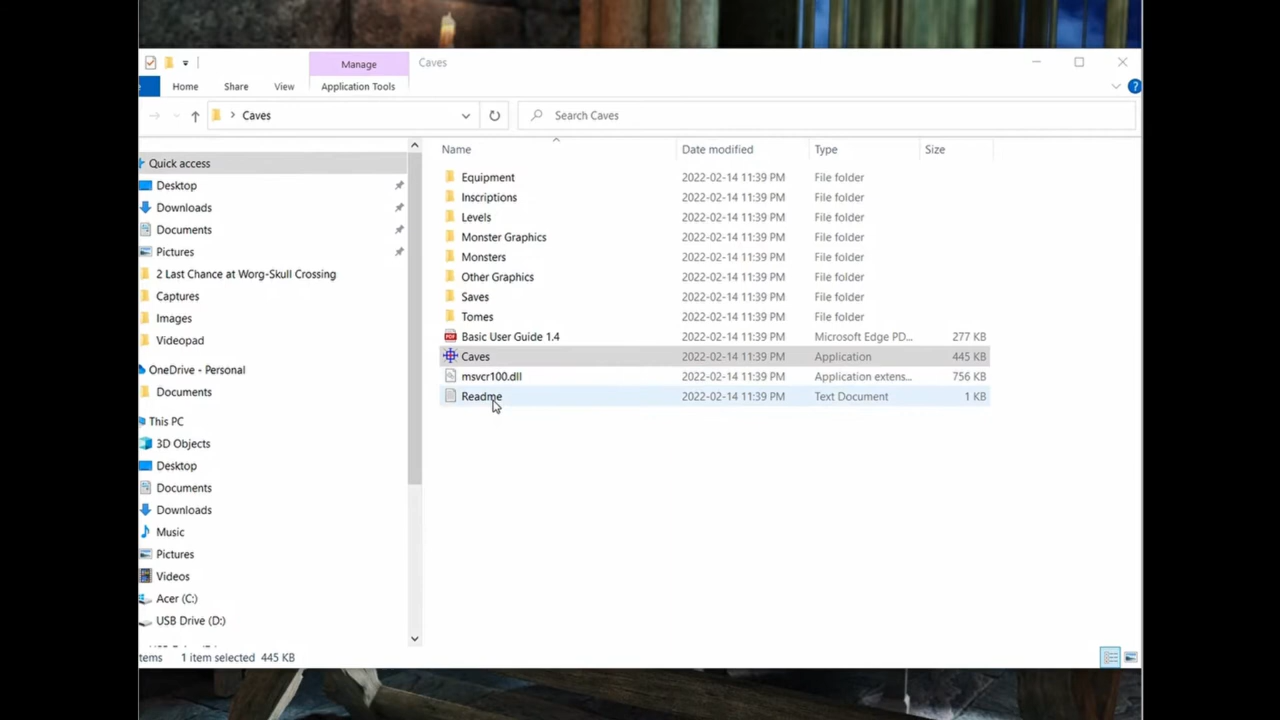 Manage
Caves
Home
Share
View
Application Tools
Caves
Search Caves
Name
Date modified
Type
Size
Quick access
Desktop
Downloads
Documents
Pictures
2 Last Chance at Worg-Skull Crossing
Captures
Images
Videopad
OneDrive - Personal
Documents
This PC
3D Objects
Desktop
Documents
Downloads
Music
Pictures
Videos
Acer (C:)
USB Drive (D:)
Equipment 2022-02-14 11:39 PM File folder
Inscriptions 2022-02-14 11:39 PM File folder
Levels 2022-02-14 11:39 PM File folder
Monster Graphics 2022-02-14 11:39 PM File folder
Monsters 2022-02-14 11:39 PM File folder
Other Graphics 2022-02-14 11:39 PM File folder
Saves 2022-02-14 11:39 PM File folder
Tomes 2022-02-14 11:39 PM File folder
Basic User Guide 1.4 2022-02-14 11:39 PM Microsoft Edge PD... 277 KB
Caves 2022-02-14 11:39 PM Application 445 KB
msvcr100.dll 2022-02-14 11:39 PM Application extens... 756 KB
Readme 2022-02-14 11:39 PM Text Document 1 KB
tems 1 item selected 445 KB